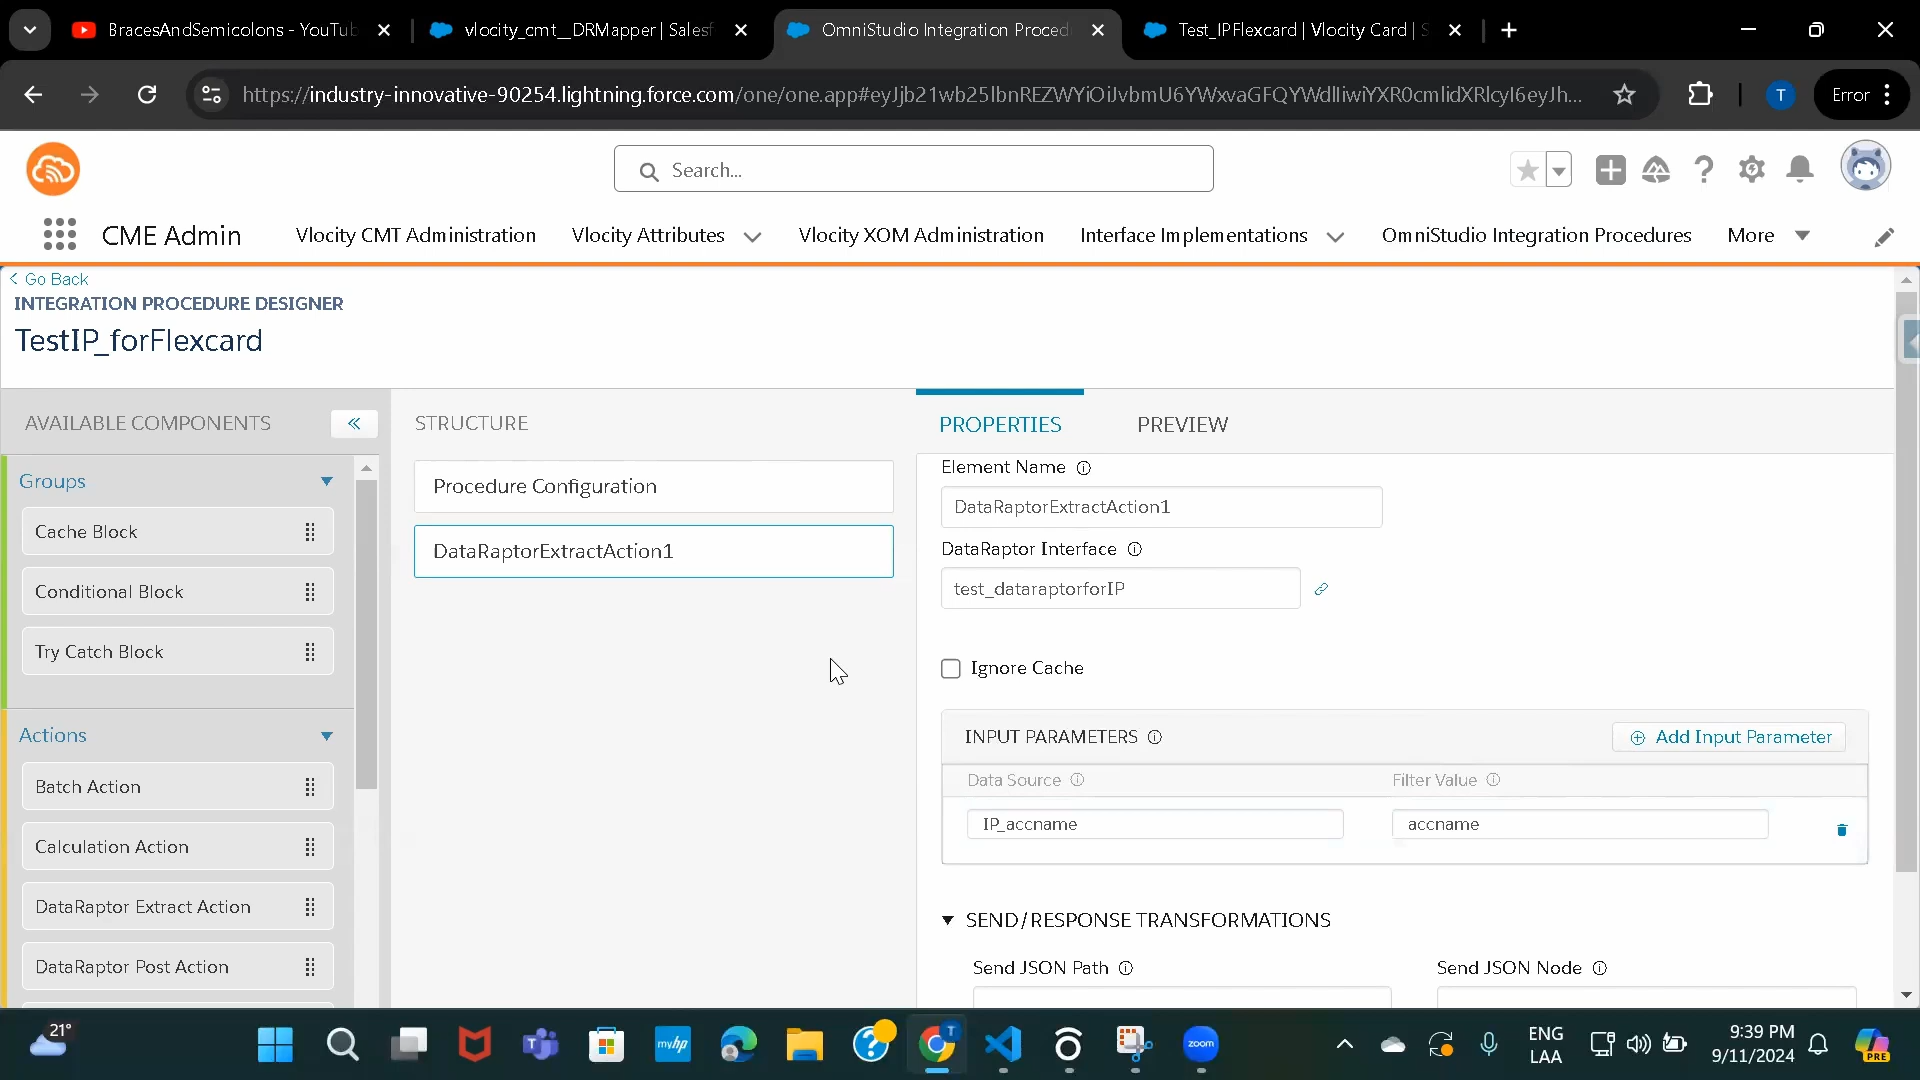 BracesAndSemicolons - YouTub
vlocity_cmt__DRMapper | Salesf
OmniStudio Integration Proced
Test_IPFlexcard | Vlocity Card | S
https://industry-innovative-90254.lightning.force.com/one/one.app#eyJjb21wb25lbnREZWYiOiJvbmU6YWxvaGFQYWdlIiwiYXR0cmlidXRlcyI6eyJh...
T
Error
Search...
CME Admin
Vlocity CMT Administration
Vlocity Attributes
Vlocity XOM Administration
Interface Implementations
OmniStudio Integration Procedures
More
Go Back
INTEGRATION PROCEDURE DESIGNER
TestIP_forFlexcard
AVAILABLE COMPONENTS
Groups
Cache Block
Conditional Block
Try Catch Block
Actions
Batch Action
Calculation Action
DataRaptor Extract Action
DataRaptor Post Action
STRUCTURE
Procedure Configuration
DataRaptorExtractAction1
PROPERTIES
PREVIEW
Element Name
DataRaptorExtractAction1
DataRaptor Interface
test_dataraptorforIP
Ignore Cache
INPUT PARAMETERS
Add Input Parameter
Data Source
Filter Value
IP_accname
accname
SEND/RESPONSE TRANSFORMATIONS
Send JSON Path
Send JSON Node
21°
myhp
T
zoom
ENG
LAA
9:39 PM
9/11/2024
PRE